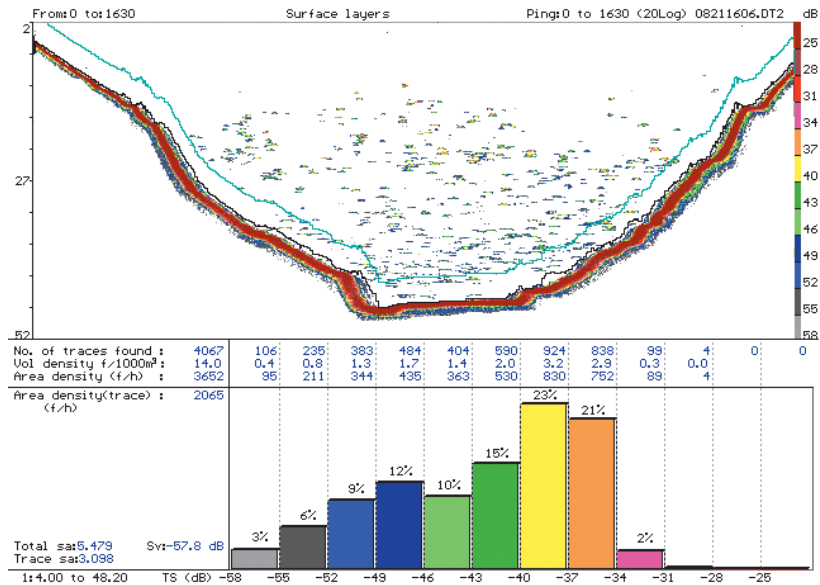 From:0 to:1630 Surface layers Ping:0 to 1630 (20Log) 08211606.DT2 dB
2
25
28
31
34
37
27
40
43
46
49
52
55
52
58
No. of traces found : 4067 106 235 383 484 404 590 924 838 99 4 0 0
Vol density f/1000m³: 14.0 0.4 0.8 1.3 1.7 1.4 2.0 3.2 2.9 0.3 0.0
Area density (f/h) : 3652 95 211 344 435 363 530 830 752 89 4
Area density(trace) : 2065
(f/h)
23%
21%
15%
12%
10%
9%
6%
3%
2%
Total sa:5.479 Sv:-57.8 dB
Trace sa:3.098
1:4.00 to 48.20 TS (dB) -58 -55 -52 -49 -46 -43 -40 -37 -34 -31 -28 -25